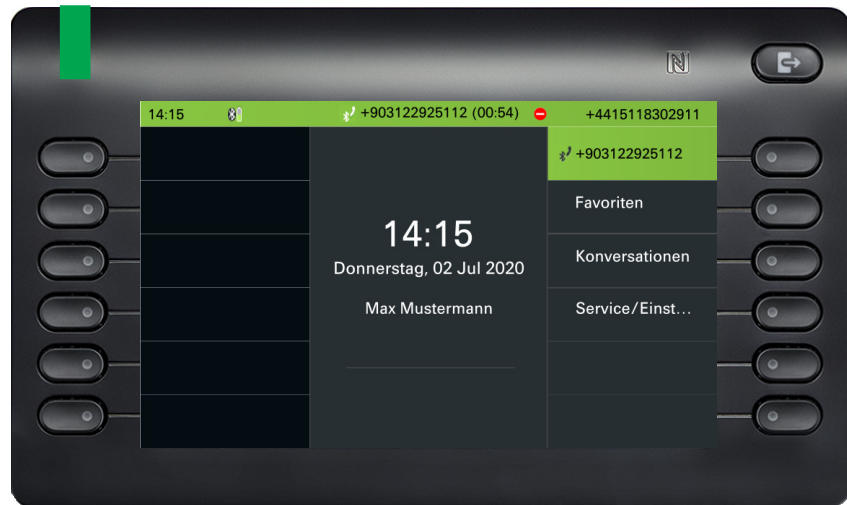 14:15 +903122925112 (00:54) +4415118302911
+903122925112
Favoriten
14:15
Konversationen
Donnerstag, 02 Jul 2020
Max Mustermann
Service/Einst...